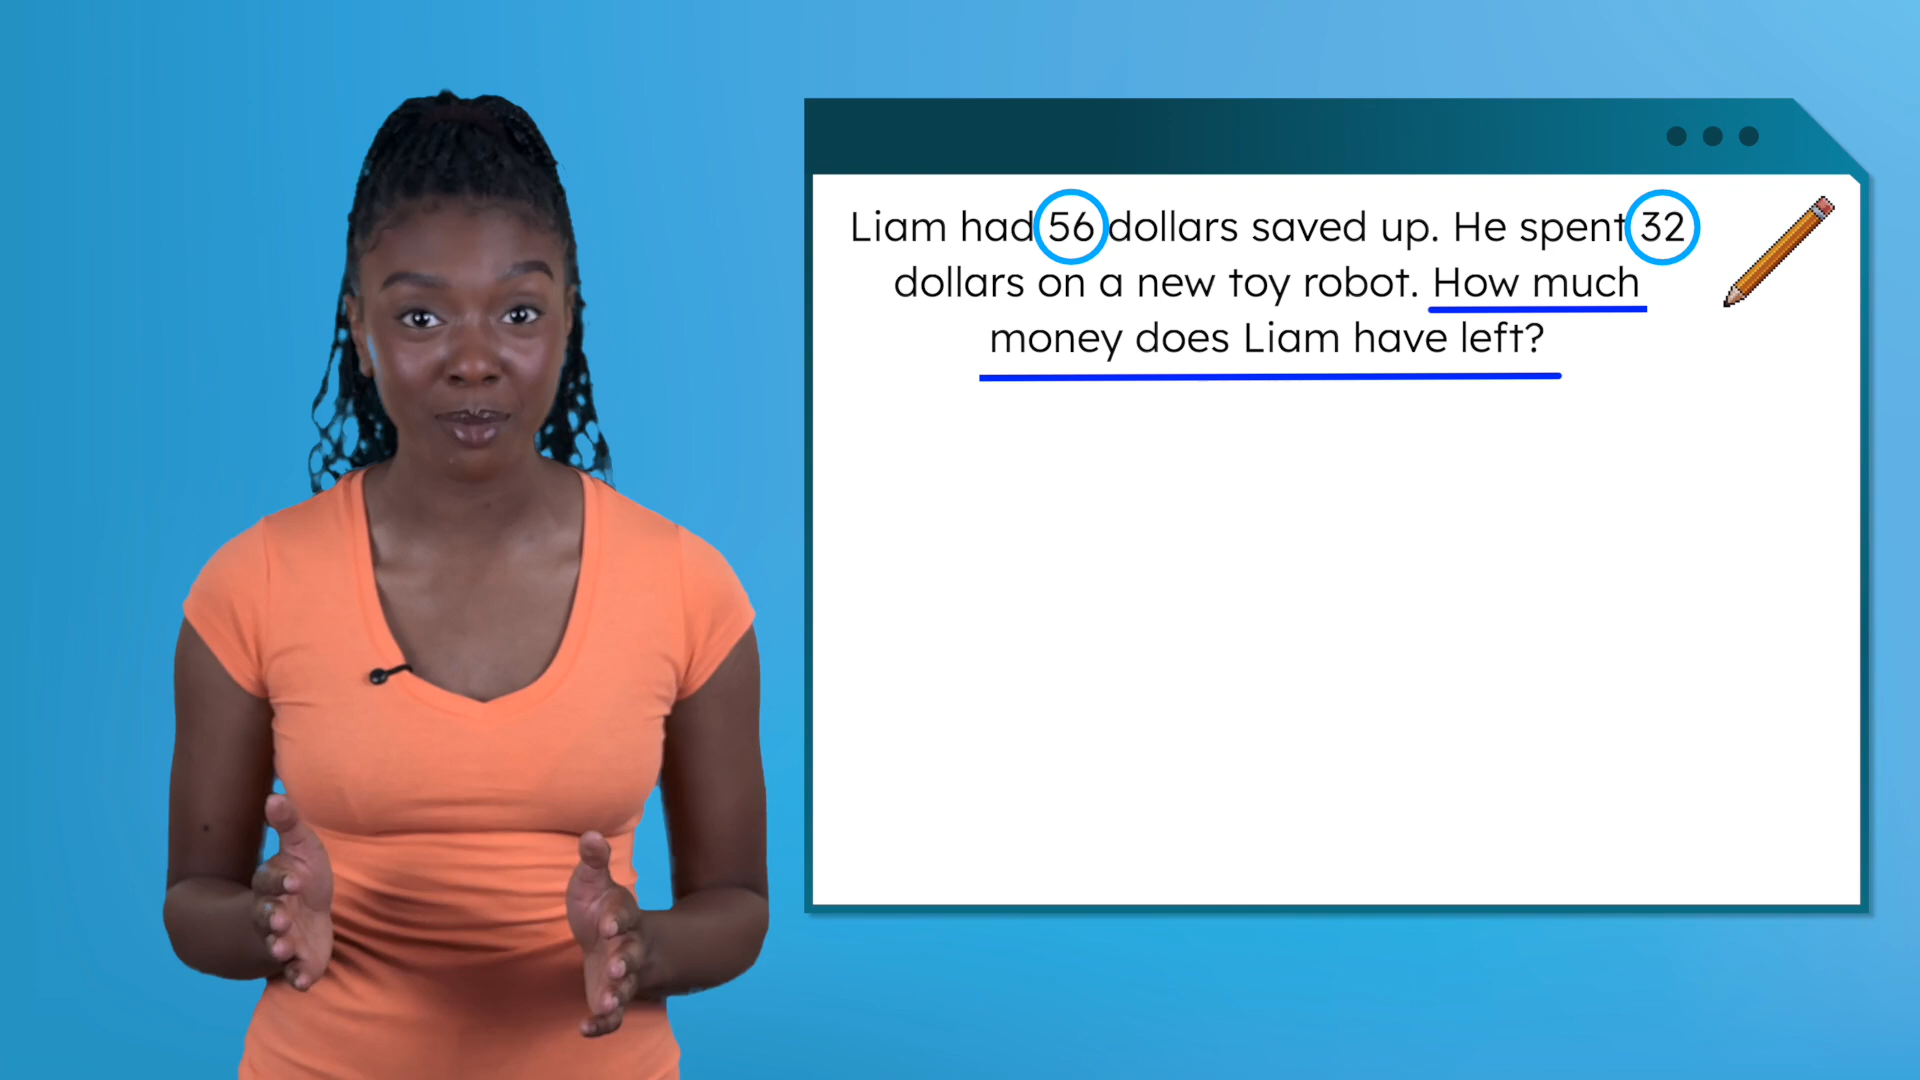 Liam had 56 dollars saved up. He spent 32
dollars on a new toy robot. How much
money does Liam have left?